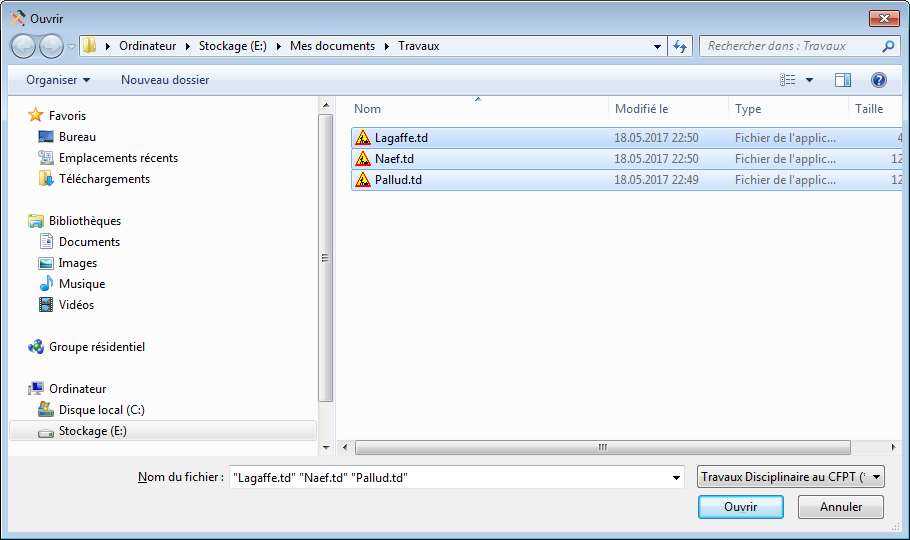 Ouvrir
Ordinateur Stockage (E:) Mes documents Travaux
Rechercher dans : Travaux
Organiser Nouveau dossier
Favoris
Bureau
Emplacements récents
Téléchargements
Bibliothèques
Documents
Images
Musique
Vidéos
Groupe résidentiel
Ordinateur
Disque local (C:)
Stockage (E:)
Nom Modifié le Type Taille
Lagaffe.td 18.05.2017 22:50 Fichier de l'applic... 4
Naef.td 18.05.2017 22:50 Fichier de l'applic... 12
Pallud.td 18.05.2017 22:49 Fichier de l'applic... 12
Nom du fichier : "Lagaffe.td" "Naef.td" "Pallud.td"
Travaux Disciplinaire au CFPT (
Ouvrir Annuler